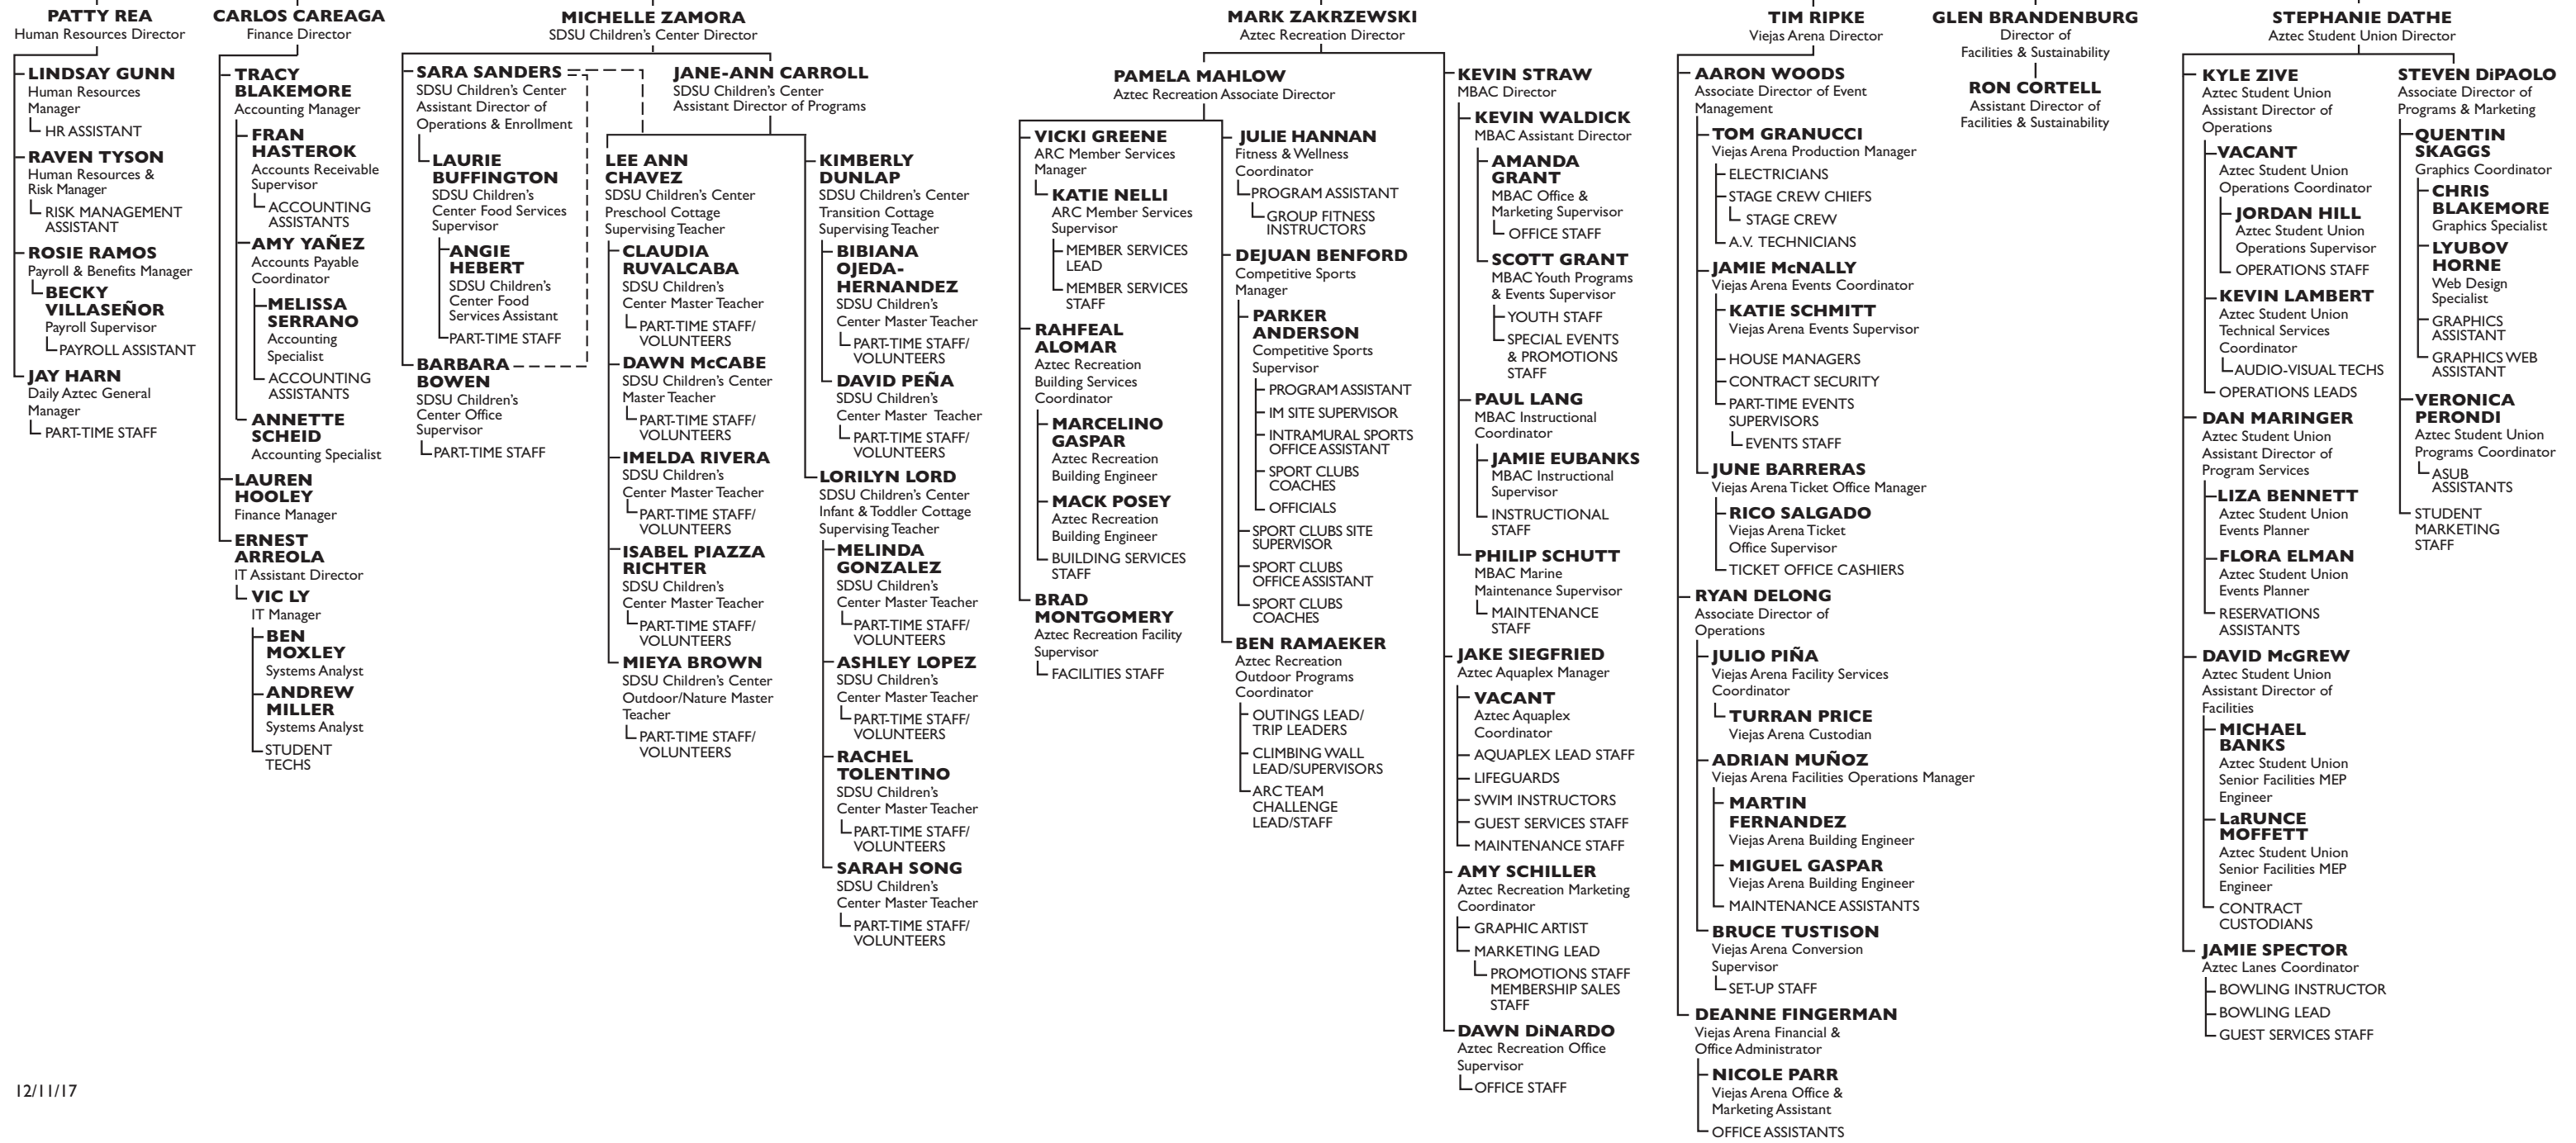 PATTY REA
Human Resources Director
LINDSAY GUNN
Human Resources
Manager
HR ASSISTANT
RAVEN TYSON
Human Resources &
Risk Manager
RISK MANAGEMENT
ASSISTANT
ROSIE RAMOS
Payroll & Benefits Manager
BECKY
VILLASEÑOR
Payroll Supervisor
PAYROLL ASSISTANT
JAY HARN
Daily Aztec General
Manager
PART-TIME STAFF
CARLOS CAREAGA
Finance Director
TRACY
BLAKEMORE
Accounting Manager
FRAN
HASTEROK
Accounts Receivable
Supervisor
ACCOUNTING
ASSISTANTS
AMY YAÑEZ
Accounts Payable
Coordinator
MELISSA
SERRANO
Accounting
Specialist
ACCOUNTING
ASSISTANTS
ANNETTE
SCHEID
Accounting Specialist
LAUREN
HOOLEY
Finance Manager
ERNEST
ARREOLA
IT Assistant Director
VIC LY
IT Manager
BEN
MOXLEY
Systems Analyst
ANDREW
MILLER
Systems Analyst
STUDENT
TECHS
MICHELLE ZAMORA
SDSU Children's Center Director
SARA SANDERS
SDSU Children's Center
Assistant Director of
Operations & Enrollment
LAURIE
BUFFINGTON
SDSU Children's
Center Food Services
Supervisor
ANGIE
HEBERT
SDSU Children's
Center Food
Services Assistant
PART-TIME STAFF
BARBARA
BOWEN
SDSU Children's
Center Office
Supervisor
PART-TIME STAFF
JANE-ANN CARROLL
SDSU Children's Center
Assistant Director of Programs
LEE ANN
CHAVEZ
SDSU Children's Center
Preschool Cottage
Supervising Teacher
CLAUDIA
RUVALCABA
SDSU Children's
Center Master Teacher
PART-TIME STAFF/
VOLUNTEERS
DAWN McCABE
SDSU Children's Center
Master Teacher
PART-TIME STAFF/
VOLUNTEERS
IMELDA RIVERA
SDSU Children's
Center Master Teacher
PART-TIME STAFF/
VOLUNTEERS
ISABEL PIAZZA
RICHTER
SDSU Children's
Center Master Teacher
PART-TIME STAFF/
VOLUNTEERS
MIEYA BROWN
SDSU Children's Center
Outdoor/Nature Master
Teacher
PART-TIME STAFF/
VOLUNTEERS
KIMBERLY
DUNLAP
SDSU Children's Center
Transition Cottage
Supervising Teacher
BIBIANA
OJEDA-
HERNANDEZ
SDSU Children's
Center Master Teacher
PART-TIME STAFF/
VOLUNTEERS
DAVID PEÑA
SDSU Children's
Center Master Teacher
PART-TIME STAFF/
VOLUNTEERS
LORILYN LORD
SDSU Children's Center
Infant & Toddler Cottage
Supervising Teacher
MELINDA
GONZALEZ
SDSU Children's
Center Master Teacher
PART-TIME STAFF/
VOLUNTEERS
ASHLEY LOPEZ
SDSU Children's
Center Master Teacher
PART-TIME STAFF/
VOLUNTEERS
RACHEL
TOLENTINO
SDSU Children's
Center Master Teacher
PART-TIME STAFF/
VOLUNTEERS
SARAH SONG
SDSU Children's
Center Master Teacher
PART-TIME STAFF/
VOLUNTEERS
MARK ZAKRZEWSKI
Aztec Recreation Director
PAMELA MAHLOW
Aztec Recreation Associate Director
VICKI GREENE
ARC Member Services
Manager
KATIE NELLI
ARC Member Services
Supervisor
MEMBER SERVICES
LEAD
MEMBER SERVICES
STAFF
RAHFEAL
ALOMAR
Aztec Recreation
Building Services
Coordinator
MARCELINO
GASPAR
Aztec Recreation
Building Engineer
MACK POSEY
Aztec Recreation
Building Engineer
BUILDING SERVICES
STAFF
BRAD
MONTGOMERY
Aztec Recreation Facility
Supervisor
FACILITIES STAFF
JULIE HANNAN
Fitness & Wellness
Coordinator
PROGRAM ASSISTANT
GROUP FITNESS
INSTRUCTORS
DEJUAN BENFORD
Competitive Sports
Manager
PARKER
ANDERSON
Competitive Sports
Supervisor
PROGRAM ASSISTANT
IM SITE SUPERVISOR
INTRAMURAL SPORTS
OFFICE ASSISTANT
SPORT CLUBS
COACHES
OFFICIALS
SPORT CLUBS SITE
SUPERVISOR
SPORT CLUBS
OFFICE ASSISTANT
SPORT CLUBS
COACHES
BEN RAMAEKER
Aztec Recreation
Outdoor Programs
Coordinator
OUTINGS LEAD/
TRIP LEADERS
CLIMBING WALL
LEAD/SUPERVISORS
ARC TEAM
CHALLENGE
LEAD/STAFF
KEVIN STRAW
MBAC Director
KEVIN WALDICK
MBAC Assistant Director
AMANDA
GRANT
MBAC Office &
Marketing Supervisor
OFFICE STAFF
SCOTT GRANT
MBAC Youth Programs
& Events Supervisor
YOUTH STAFF
SPECIAL EVENTS
& PROMOTIONS
STAFF
PAUL LANG
MBAC Instructional
Coordinator
JAMIE EUBANKS
MBAC Instructional
Supervisor
INSTRUCTIONAL
STAFF
PHILIP SCHUTT
MBAC Marine
Maintenance Supervisor
MAINTENANCE
STAFF
JAKE SIEGFRIED
Aztec Aquaplex Manager
VACANT
Aztec Aquaplex
Coordinator
AQUAPLEX LEAD STAFF
LIFEGUARDS
SWIM INSTRUCTORS
GUEST SERVICES STAFF
MAINTENANCE STAFF
AMY SCHILLER
Aztec Recreation Marketing
Coordinator
GRAPHIC ARTIST
MARKETING LEAD
PROMOTIONS STAFF
MEMBERSHIP SALES
STAFF
DAWN DiNARDO
Aztec Recreation Office
Supervisor
OFFICE STAFF
TIM RIPKE
Viejas Arena Director
AARON WOODS
Associate Director of Event
Management
TOM GRANUCCI
Viejas Arena Production Manager
ELECTRICIANS
STAGE CREW CHIEFS
STAGE CREW
A.V. TECHNICIANS
JAMIE McNALLY
Viejas Arena Events Coordinator
KATIE SCHMITT
Viejas Arena Events Supervisor
HOUSE MANAGERS
CONTRACT SECURITY
PART-TIME EVENTS
SUPERVISORS
EVENTS STAFF
JUNE BARRERAS
Viejas Arena Ticket Office Manager
RICO SALGADO
Viejas Arena Ticket
Office Supervisor
TICKET OFFICE CASHIERS
RYAN DELONG
Associate Director of
Operations
JULIO PIÑA
Viejas Arena Facility Services
Coordinator
TURRAN PRICE
Viejas Arena Custodian
ADRIAN MUÑOZ
Viejas Arena Facilities Operations Manager
MARTIN
FERNANDEZ
Viejas Arena Building Engineer
MIGUEL GASPAR
Viejas Arena Building Engineer
MAINTENANCE ASSISTANTS
BRUCE TUSTISON
Viejas Arena Conversion
Supervisor
SET-UP STAFF
DEANNE FINGERMAN
Viejas Arena Financial &
Office Administrator
NICOLE PARR
Viejas Arena Office &
Marketing Assistant
OFFICE ASSISTANTS
GLEN BRANDENBURG
Director of
Facilities & Sustainability
RON CORTELL
Assistant Director of
Facilities & Sustainability
STEPHANIE DATHE
Aztec Student Union Director
KYLE ZIVE
Aztec Student Union
Assistant Director of
Operations
VACANT
Aztec Student Union
Operations Coordinator
JORDAN HILL
Aztec Student Union
Operations Supervisor
OPERATIONS STAFF
KEVIN LAMBERT
Aztec Student Union
Technical Services
Coordinator
AUDIO-VISUAL TECHS
OPERATIONS LEADS
DAN MARINGER
Aztec Student Union
Assistant Director of
Program Services
LIZA BENNETT
Aztec Student Union
Events Planner
FLORA ELMAN
Aztec Student Union
Events Planner
RESERVATIONS
ASSISTANTS
DAVID McGREW
Aztec Student Union
Assistant Director of
Facilities
MICHAEL
BANKS
Aztec Student Union
Senior Facilities MEP
Engineer
LaRUNCE
MOFFETT
Aztec Student Union
Senior Facilities MEP
Engineer
CONTRACT
CUSTODIANS
JAMIE SPECTOR
Aztec Lanes Coordinator
BOWLING INSTRUCTOR
BOWLING LEAD
GUEST SERVICES STAFF
STEVEN DiPAOLO
Associate Director of
Programs & Marketing
QUENTIN
SKAGGS
Graphics Coordinator
CHRIS
BLAKEMORE
Graphics Specialist
LYUBOV
HORNE
Web Design
Specialist
GRAPHICS
ASSISTANT
GRAPHICS WEB
ASSISTANT
VERONICA
PERONDI
Aztec Student Union
Programs Coordinator
ASUB
ASSISTANTS
STUDENT
MARKETING
STAFF
12/11/17